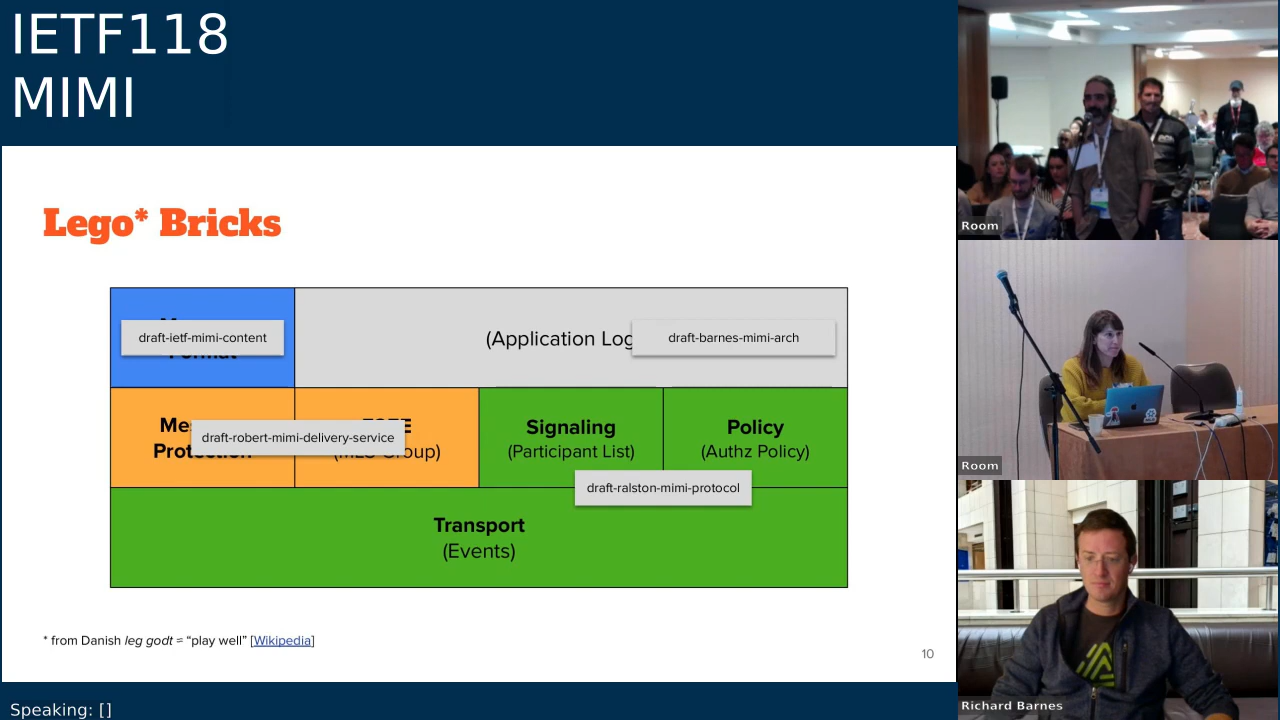 IETF118
MIMI
Lego* Bricks
draft-ietf-mimi-content
(Application Log
draft-barnes-mimi-arch
draft-robert-mimi-delivery-service
Signaling
(Participant List)
Policy
(Authz Policy)
draft-ralston-mimi-protocol
Transport
(Events)
* from Danish leg godt = “play well” [Wikipedia]
10
Speaking: []
Room
Room
Richard Barnes